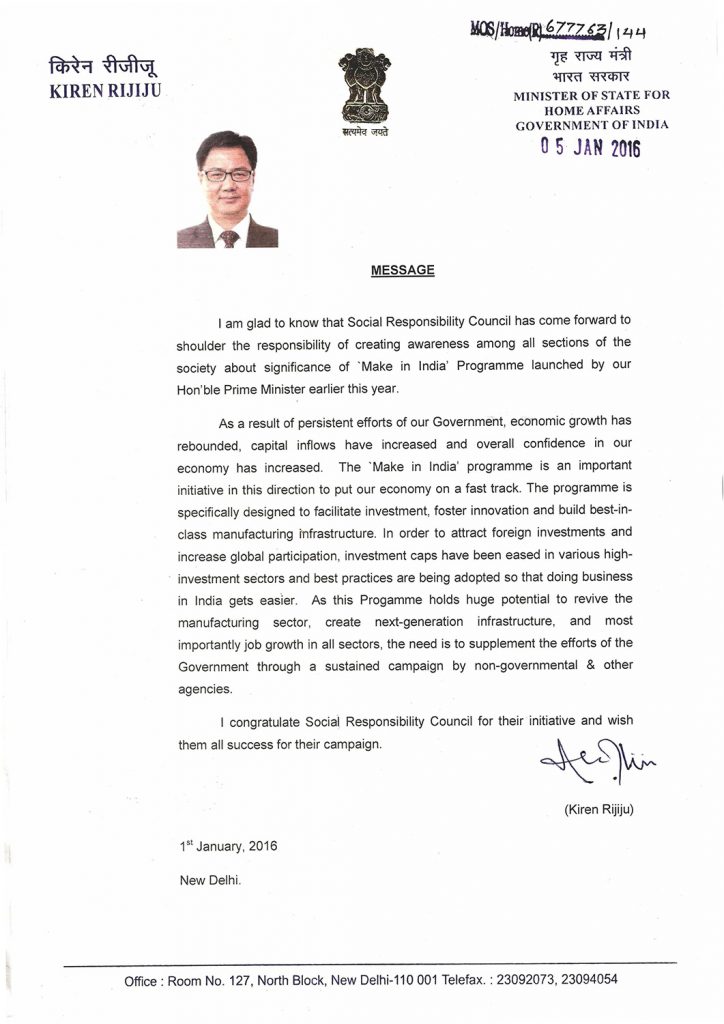 MOS/Home(R) 677763/144
किरेन रीजीजू
KIREN RIJIJU
सत्यमेव जयते
गृह राज्य मंत्री
भारत सरकार
MINISTER OF STATE FOR
HOME AFFAIRS
GOVERNMENT OF INDIA
05 JAN 2016
MESSAGE
I am glad to know that Social Responsibility Council has come forward to
shoulder the responsibility of creating awareness among all sections of the
society about significance of `Make in India' Programme launched by our
Hon'ble Prime Minister earlier this year.
As a result of persistent efforts of our Government, economic growth has
rebounded, capital inflows have increased and overall confidence in our
economy has increased. The `Make in India' programme is an important
initiative in this direction to put our economy on a fast track. The programme is
specifically designed to facilitate investment, foster innovation and build best-in-
class manufacturing infrastructure. In order to attract foreign investments and
increase global participation, investment caps have been eased in various high-
investment sectors and best practices are being adopted so that doing business
in India gets easier. As this Progamme holds huge potential to revive the
manufacturing sector, create next-generation infrastructure, and most
importantly job growth in all sectors, the need is to supplement the efforts of the
Government through a sustained campaign by non-governmental & other
agencies.
I congratulate Social Responsibility Council for their initiative and wish
them all success for their campaign.
(Kiren Rijiju)
1st January, 2016
New Delhi.
Office : Room No. 127, North Block, New Delhi-110 001 Telefax. : 23092073, 23094054